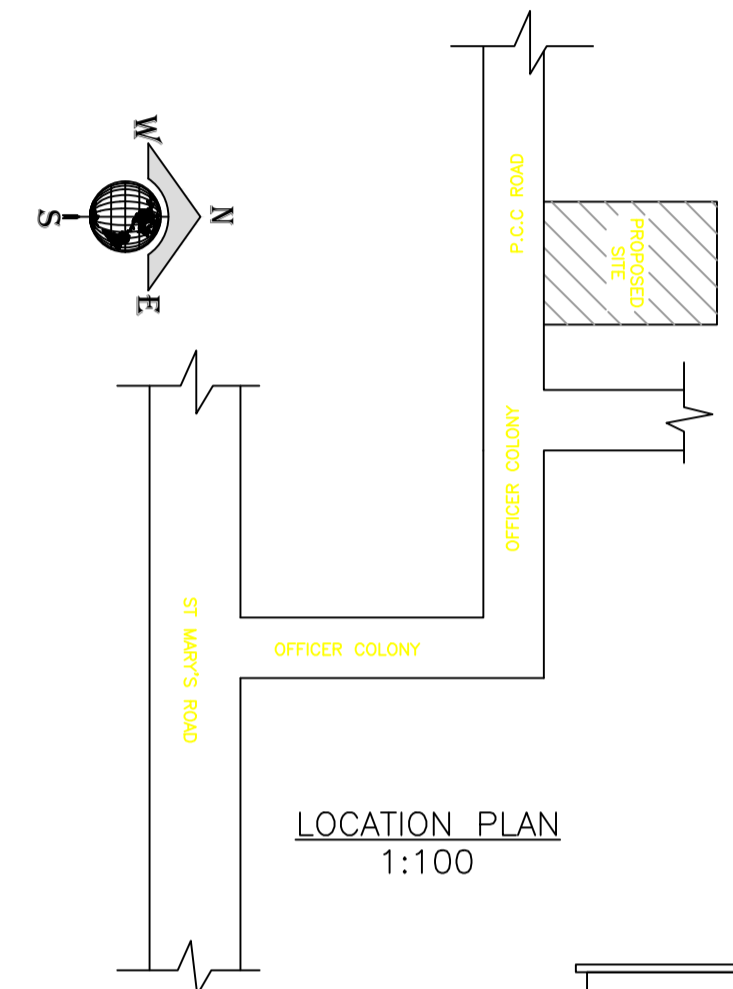 P.C.C ROAD
W
N
S
E
PROPOSED
SITE
OFFICER COLONY
ST MARY'S ROAD
OFFICER COLONY
LOCATION PLAN
1:100